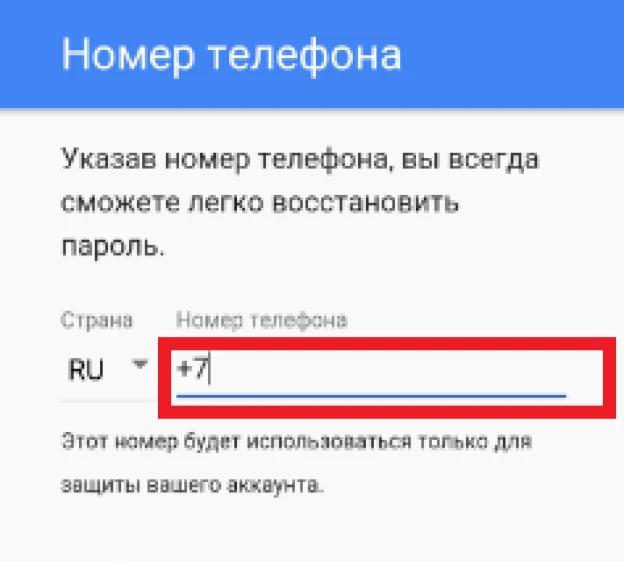 Номер телефона
Указав номер телефона, вы всегда
сможете легко восстановить
пароль.
Страна Номер телефона
RU +7
Этот номер будет использоваться только для
защиты вашего аккаунта.